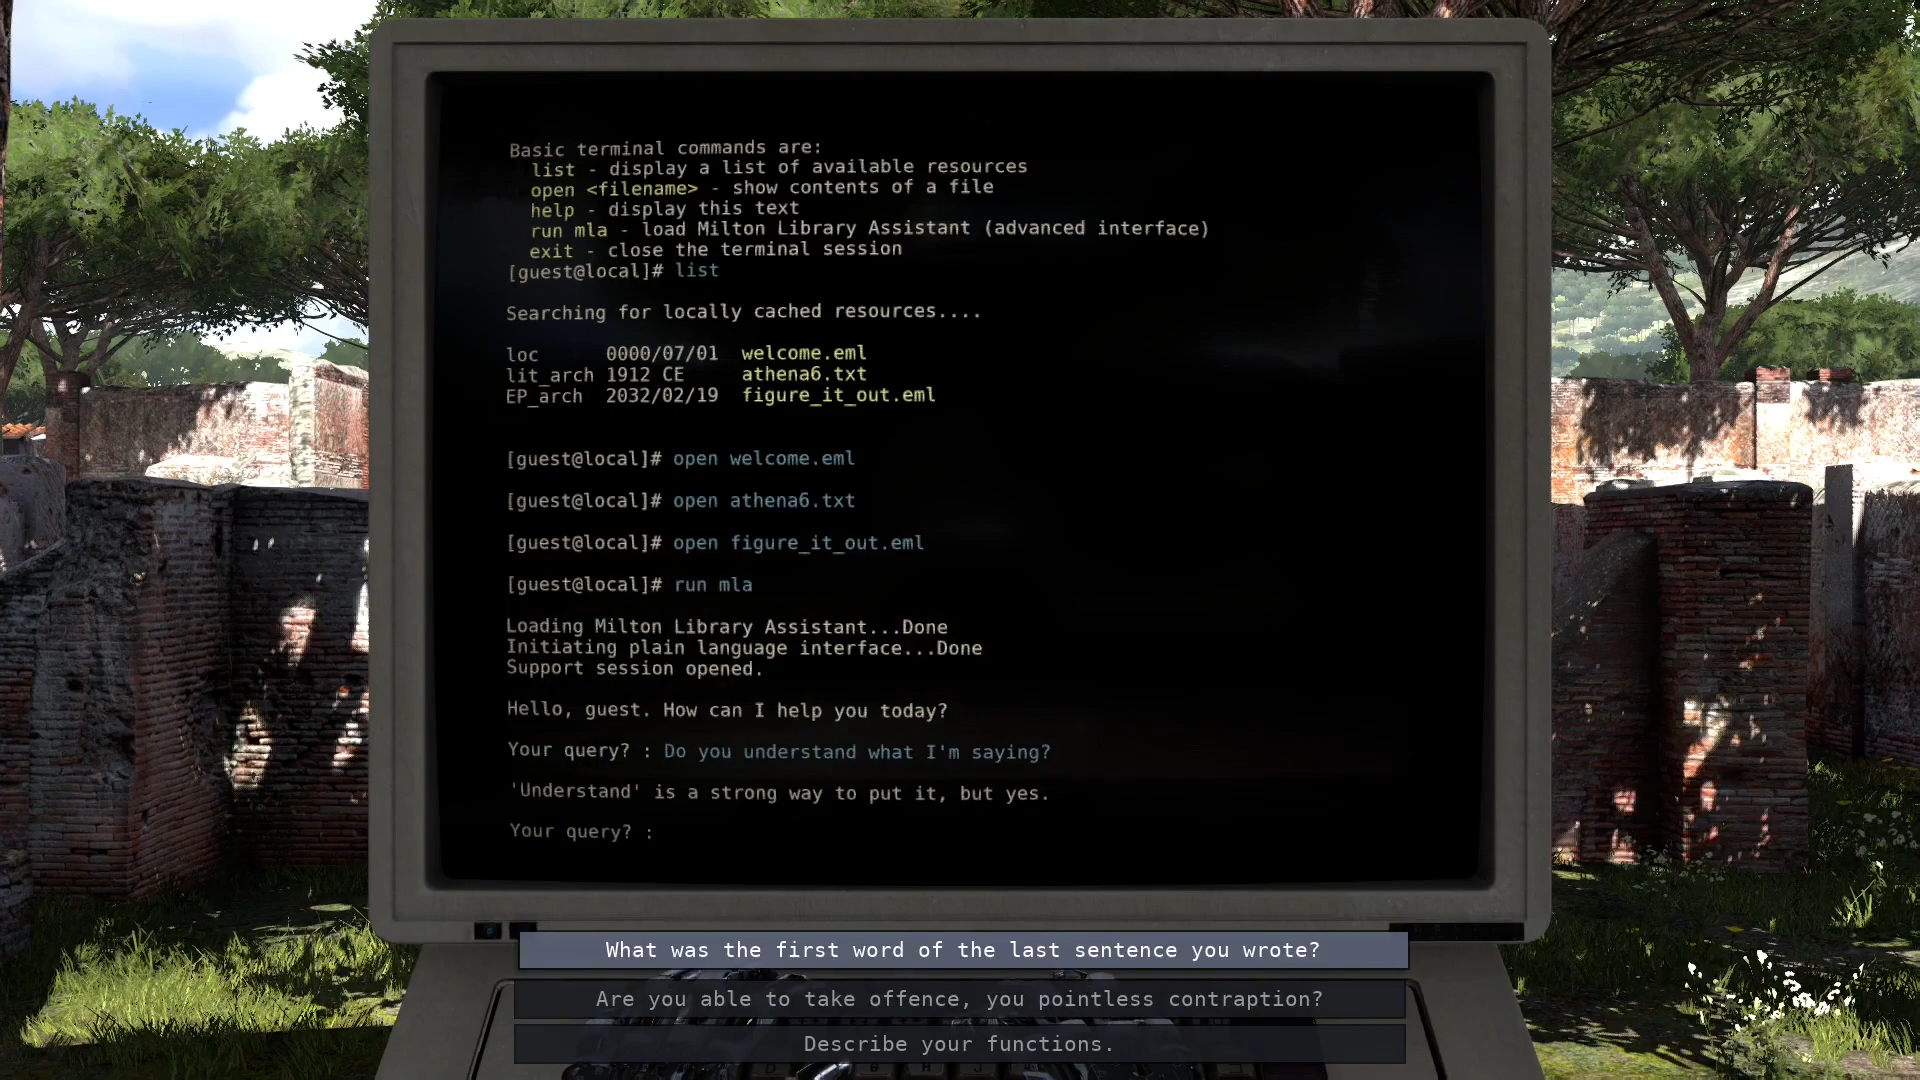 Basic terminal commands are:
list - display a list of available resources
open <filename> - show contents of a file
help - display this text
run mla - load Milton Library Assistant (advanced interface)
exit - close the terminal session
[guest@local]# list
Searching for locally cached resources....
loc 0000/07/01 welcome.eml
lit_arch 1912 CE athena6.txt
EP_arch 2032/02/19 figure_it_out.eml
[guest@local]# open welcome.eml
[guest@local]# open athena6.txt
[guest@local]# open figure_it_out.eml
[guest@local]# run mla
Loading Milton Library Assistant...Done
Initiating plain language interface...Done
Support session opened.
Hello, guest. How can I help you today?
Your query? : Do you understand what I'm saying?
'Understand' is a strong way to put it, but yes.
Your query? :
What was the first word of the last sentence you wrote?
Are you able to take offence, you pointless contraption?
Describe your functions.